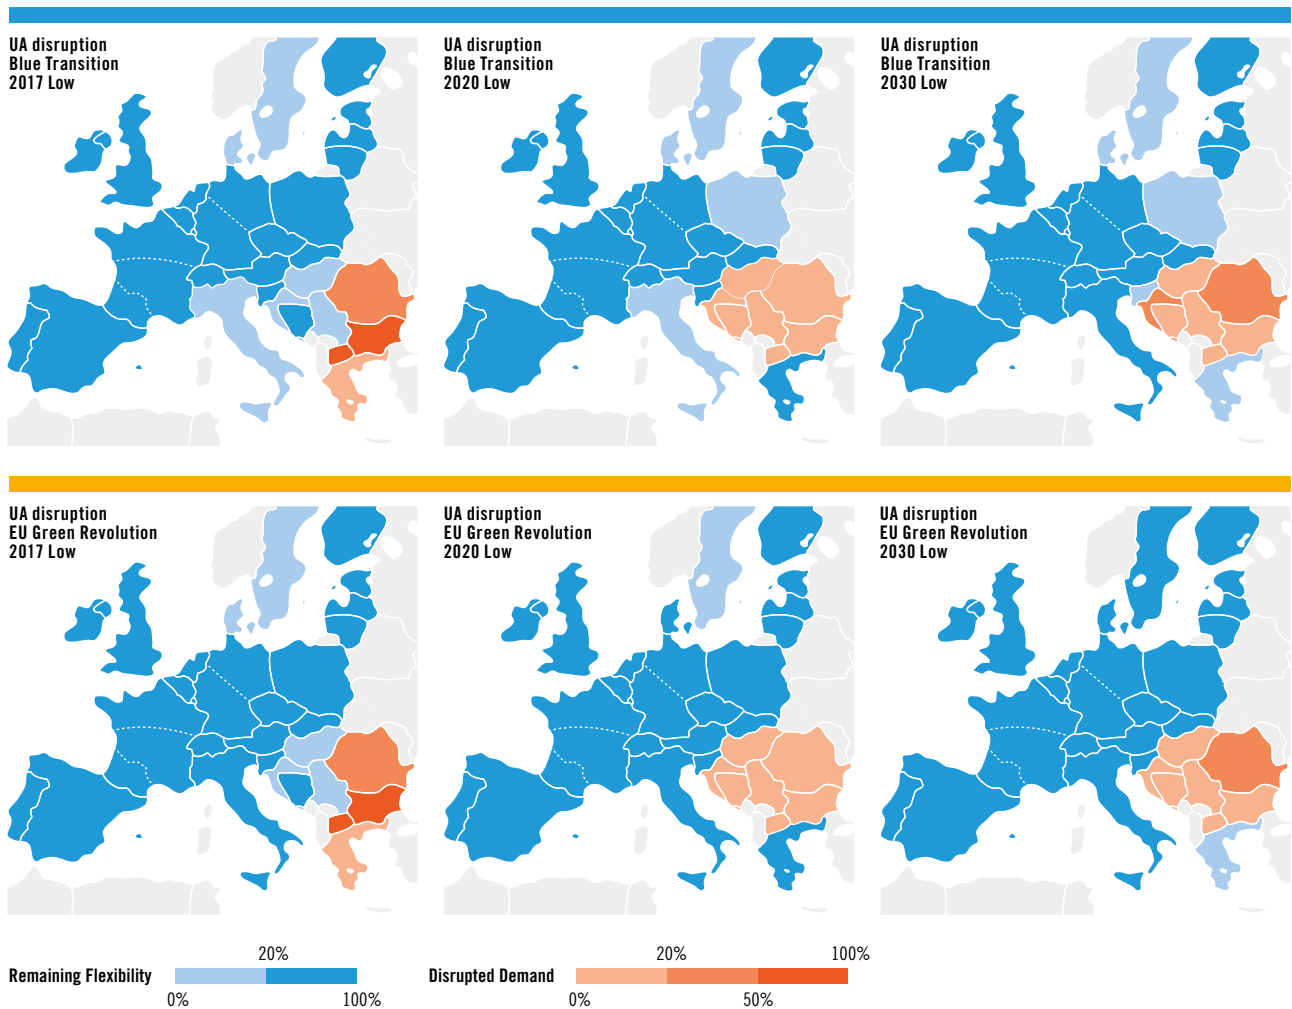 UA disruption
Blue Transition
2017 Low
UA disruption
Blue Transition
2020 Low
UA disruption
Blue Transition
2030 Low
UA disruption
EU Green Revolution
2017 Low
UA disruption
EU Green Revolution
2020 Low
UA disruption
EU Green Revolution
2030 Low
20%
Remaining Flexibility
0%
100%
20%
100%
Disrupted Demand
0%
50%